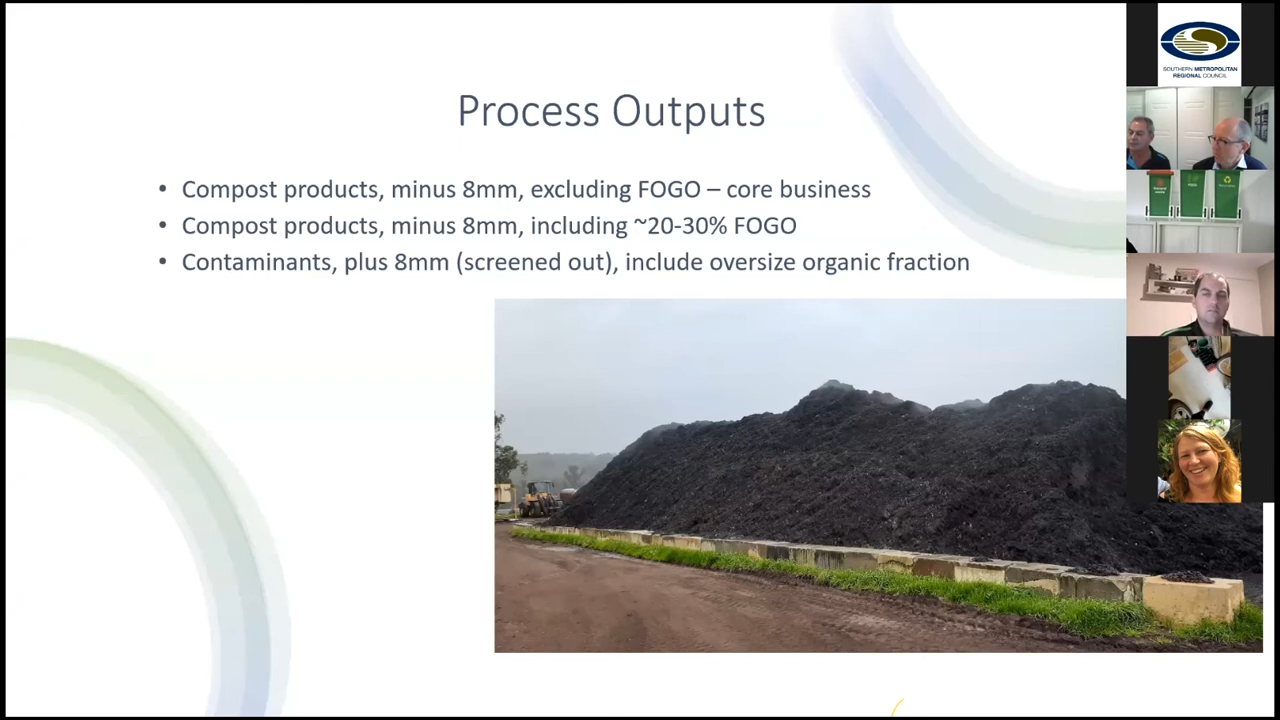 Process Outputs
• Compost products, minus 8mm, excluding FOGO – core business
• Compost products, minus 8mm, including ~20-30% FOGO
• Contaminants, plus 8mm (screened out), include oversize organic fraction
SOUTHERN METROPOLITAN
REGIONAL COUNCIL
FOGO